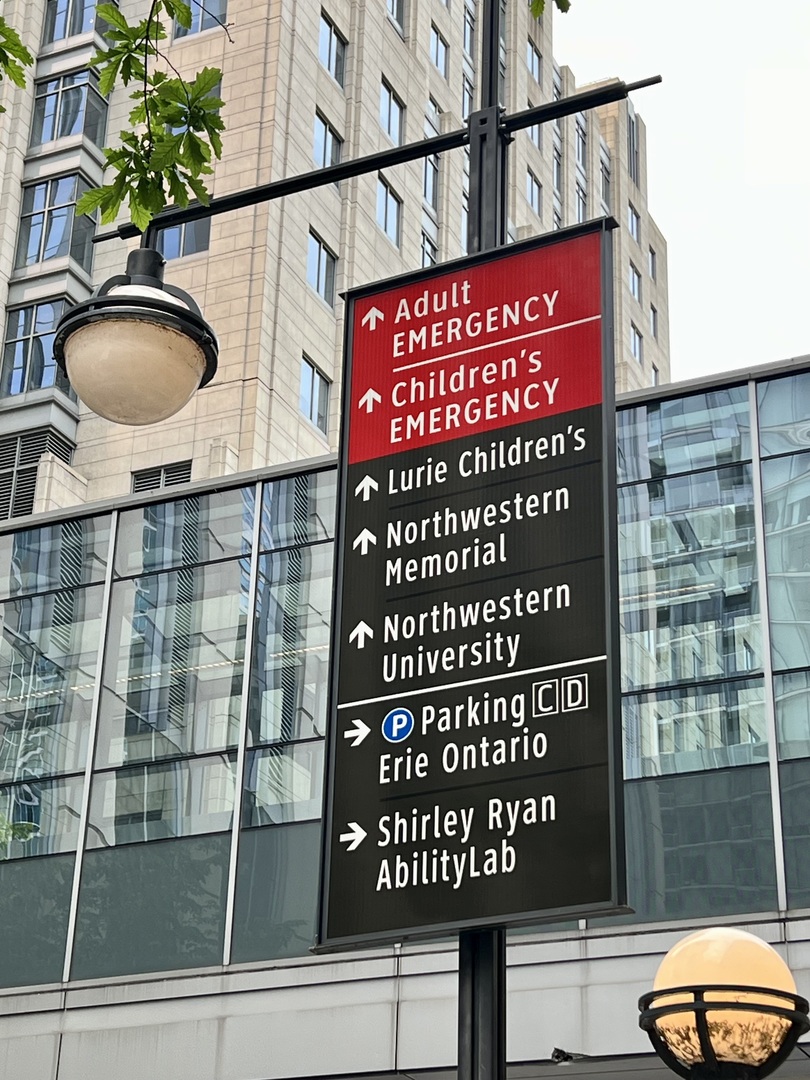 ↑ Adult
EMERGENCY
↑ Children's
EMERGENCY
↑ Lurie Children's
↑ Northwestern
Memorial
↑ Northwestern
University
→ P Parking C D
Erie Ontario
→ Shirley Ryan
AbilityLab